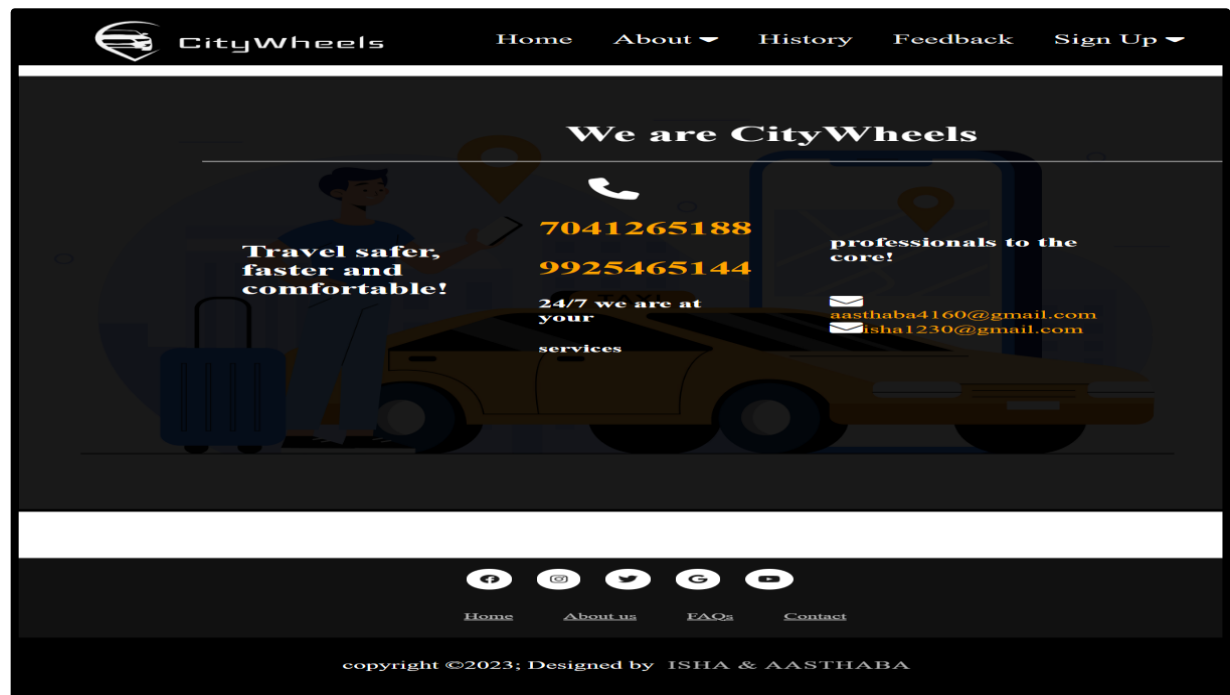 CityWheels
Home About History Feedback Sign Up
We are CityWheels
Travel safer,
faster and
comfortable!
7041265188
9925465144
24/7 we are at
your
services
professionals to the
core!
aasthaba4160@gmail.com
isha1230@gmail.com
Home About us FAQs Contact
copyright ©2023; Designed by ISHA & AASTHABA